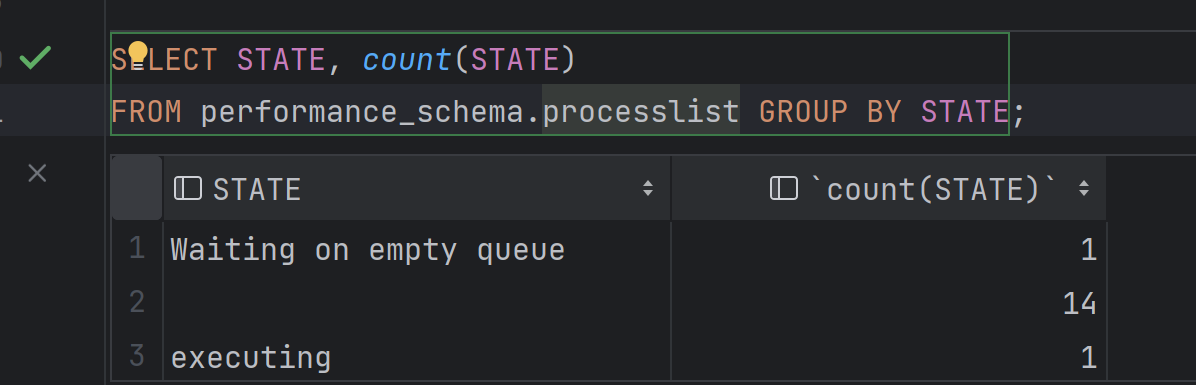 SELECT STATE, count(STATE)
FROM performance_schema.processlist GROUP BY STATE;
STATE `count(STATE)`
1 Waiting on empty queue 1
2 14
3 executing 1